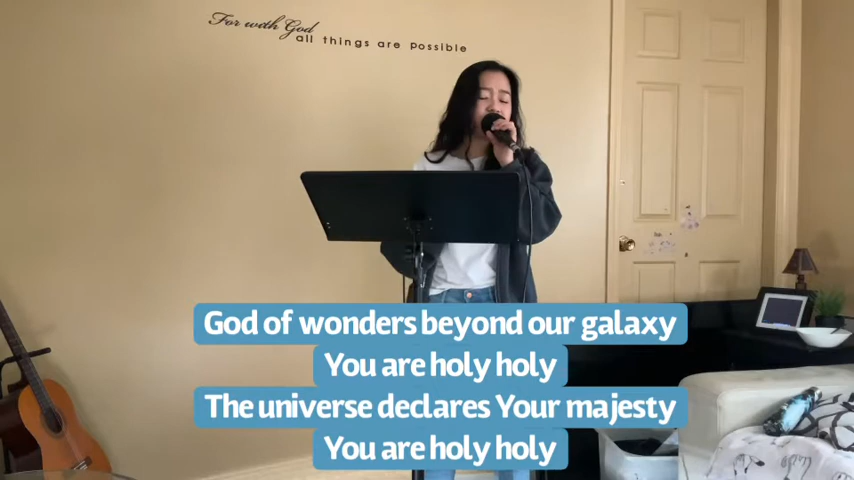 For with God
all things are possible
God of wonders beyond our galaxy
You are holy holy
The universe declares Your majesty
You are holy holy